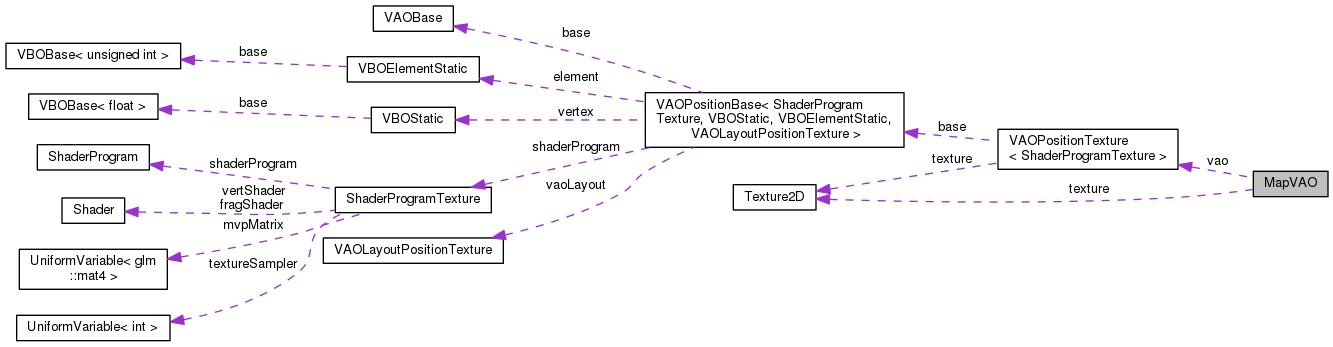 VAOBase
base
VBOBase< unsigned int >
base
VBOElementStatic
element
VBOBase< float >
base
VBOStatic
vertex
VAOPositionBase< ShaderProgram
Texture, VBOStatic, VBOElementStatic,
VAOLayoutPositionTexture >
base
VAOPositionTexture
< ShaderProgramTexture >
vao
MapVAO
texture
texture
Texture2D
ShaderProgram
shaderProgram
shaderProgram
vaoLayout
Shader
vertShader
fragShader
ShaderProgramTexture
mvpMatrix
UniformVariable< glm
::mat4 >
textureSampler
VAOLayoutPositionTexture
UniformVariable< int >